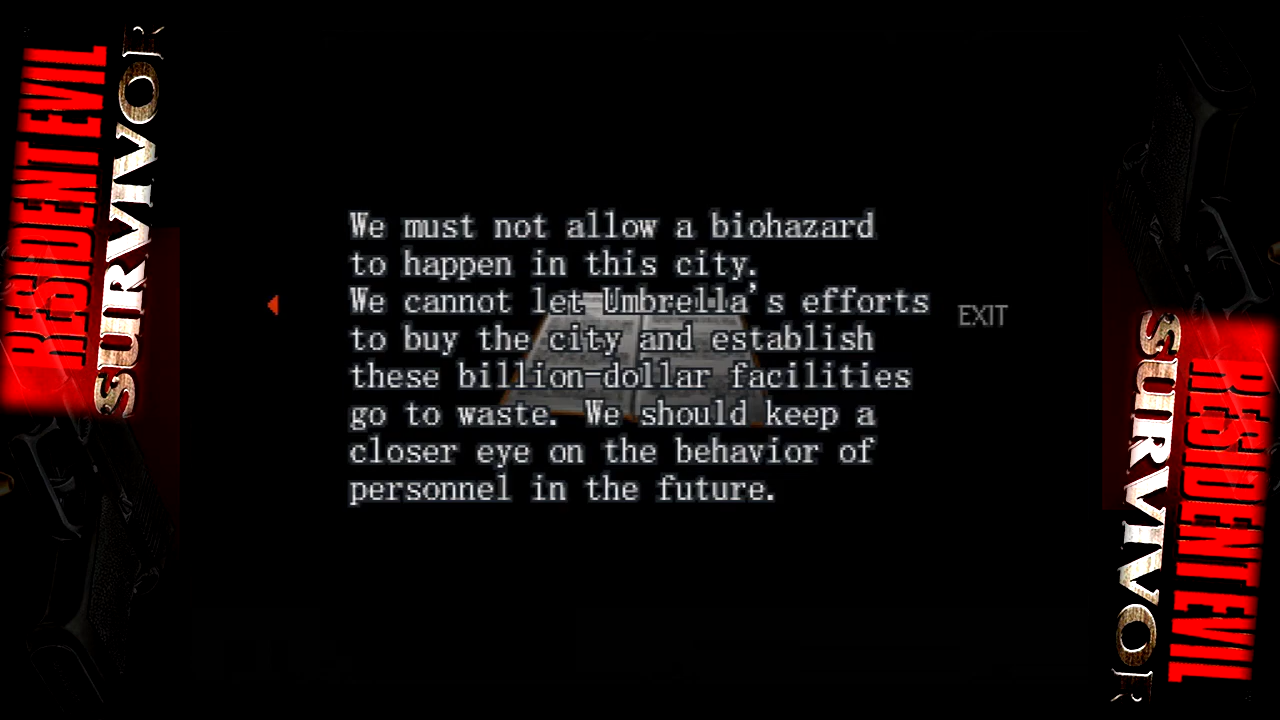 RESIDENT EVIL
SURVIVOR
We must not allow a biohazard
to happen in this city.
We cannot let Umbrella's efforts
to buy the city and establish
these billion-dollar facilities
go to waste. We should keep a
closer eye on the behavior of
personnel in the future.
EXIT
RESIDENT EVIL
SURVIVOR